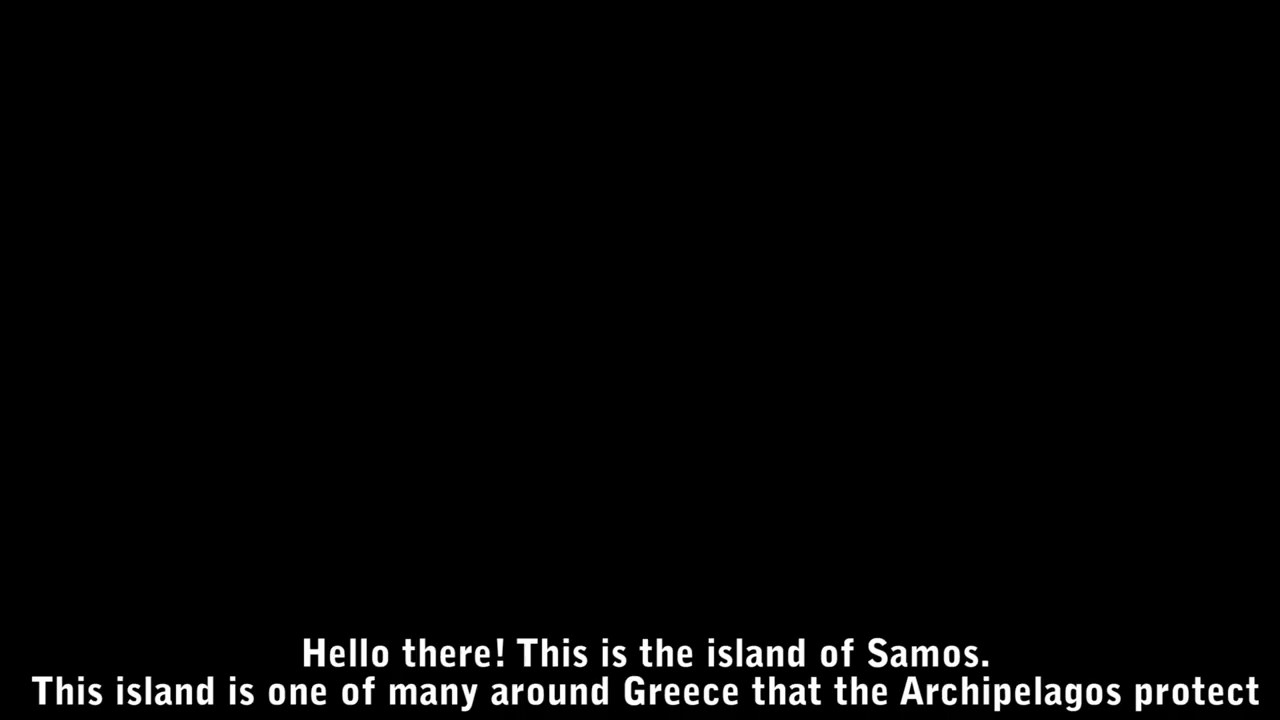 Hello there! This is the island of Samos.
This island is one of many around Greece that the Archipelagos protect